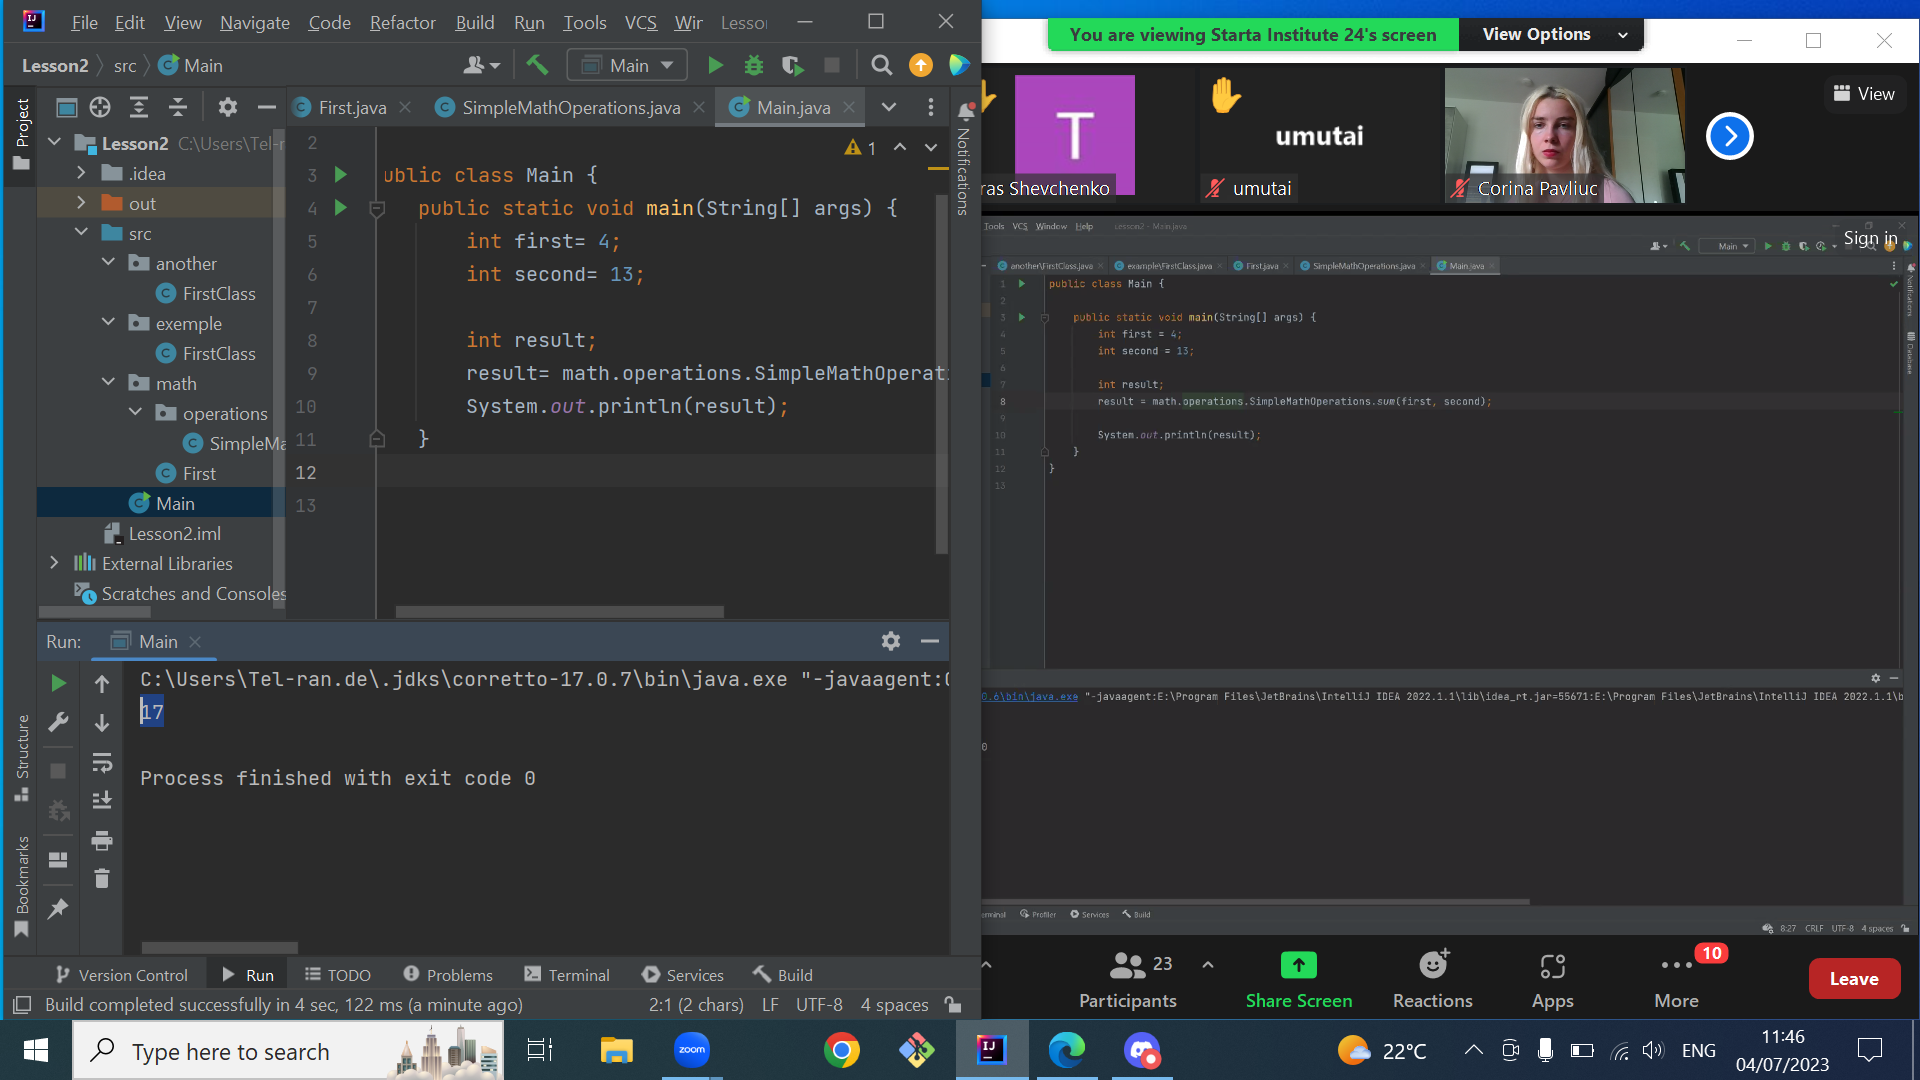 File Edit View Navigate Code Refactor Build Run Tools VCS Wir Lesso
Lesson2 src Main
Main
Project
First.java SimpleMathOperations.java Main.java
Notifications
Lesson2 C:\Users\Tel-r
.idea
out
src
another
FirstClass
exemple
FirstClass
math
operations
SimpleMa
First
Main
Lesson2.iml
External Libraries
Scratches and Consoles
1
2
3 ublic class Main {
4 public static void main(String[] args) {
5 int first= 4;
6 int second= 13;
7
8 int result;
9 result= math.operations.SimpleMathOperat
10 System.out.println(result);
11 }
12
13
Run: Main
C:\Users\Tel-ran.de\.jdks\corretto-17.0.7\bin\java.exe "-javaagent:C
17
Process finished with exit code 0
Structure
Bookmarks
Version Control Run TODO Problems Terminal Services Build
Build completed successfully in 4 sec, 122 ms (a minute ago) 2:1 (2 chars) LF UTF-8 4 spaces
You are viewing Starta Institute 24's screen View Options
T
ras Shevchenko
umutai
umutai
Corina Pavliuc
View
Tools VCS Window Help Lesson2 - Main.java
Sign in
Main
another\FirstClass.java example\FirstClass.java First.java SimpleMathOperations.java Main.java
Notifications
Database
1 public class Main {
2
3 public static void main(String[] args) {
4 int first = 4;
5 int second = 13;
6
7 int result;
8 result = math.operations.SimpleMathOperations.sum(first, second);
9
10 System.out.println(result);
11 }
12 }
13
0.6\bin\java.exe "-javaagent:E:\Program Files\JetBrains\IntelliJ IDEA 2022.1.1\lib\idea_rt.jar=55671:E:\Program Files\JetBrains\IntelliJ IDEA 2022.1.1\b
0
erminal Profiler Services Build
8:27 CRLF UTF-8 4 spaces
23 10
Participants Share Screen Reactions Apps More Leave
Type here to search
zoom
IJ
22°C
ENG
11:46
04/07/2023